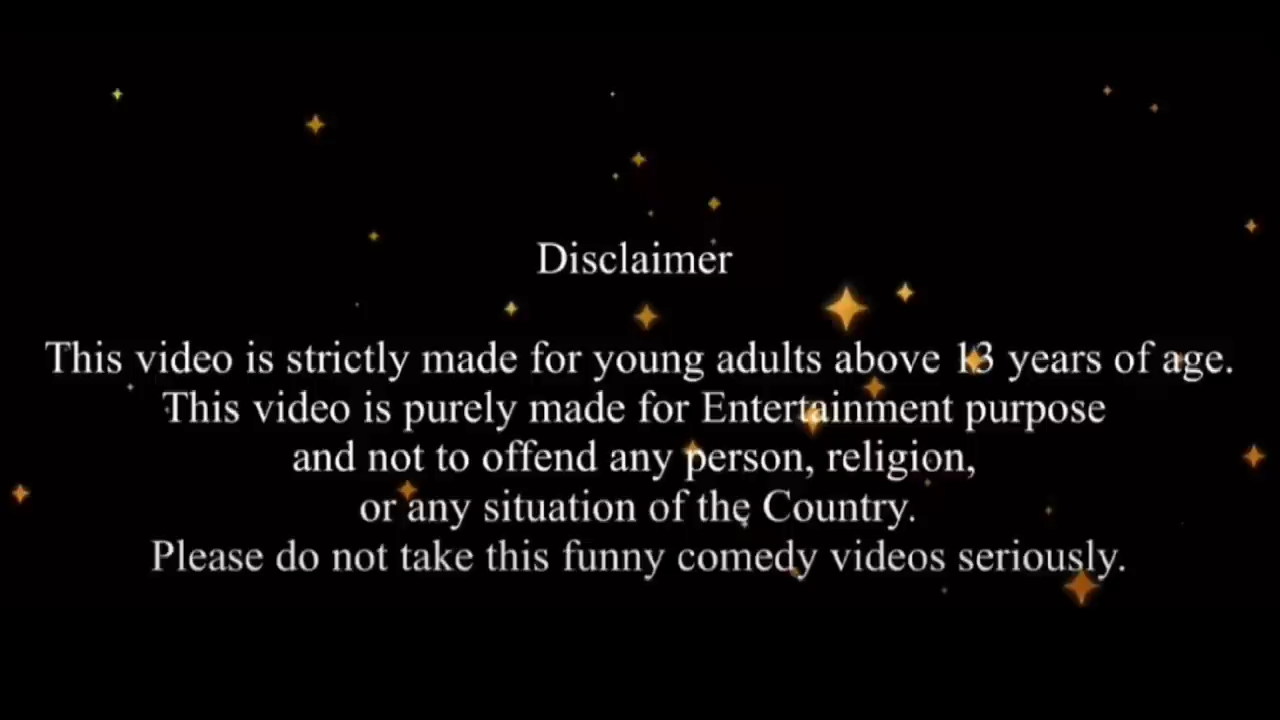 Disclaimer
This video is strictly made for young adults above 13 years of age.
This video is purely made for Entertainment purpose
and not to offend any person, religion,
or any situation of the Country.
Please do not take this funny comedy videos seriously.